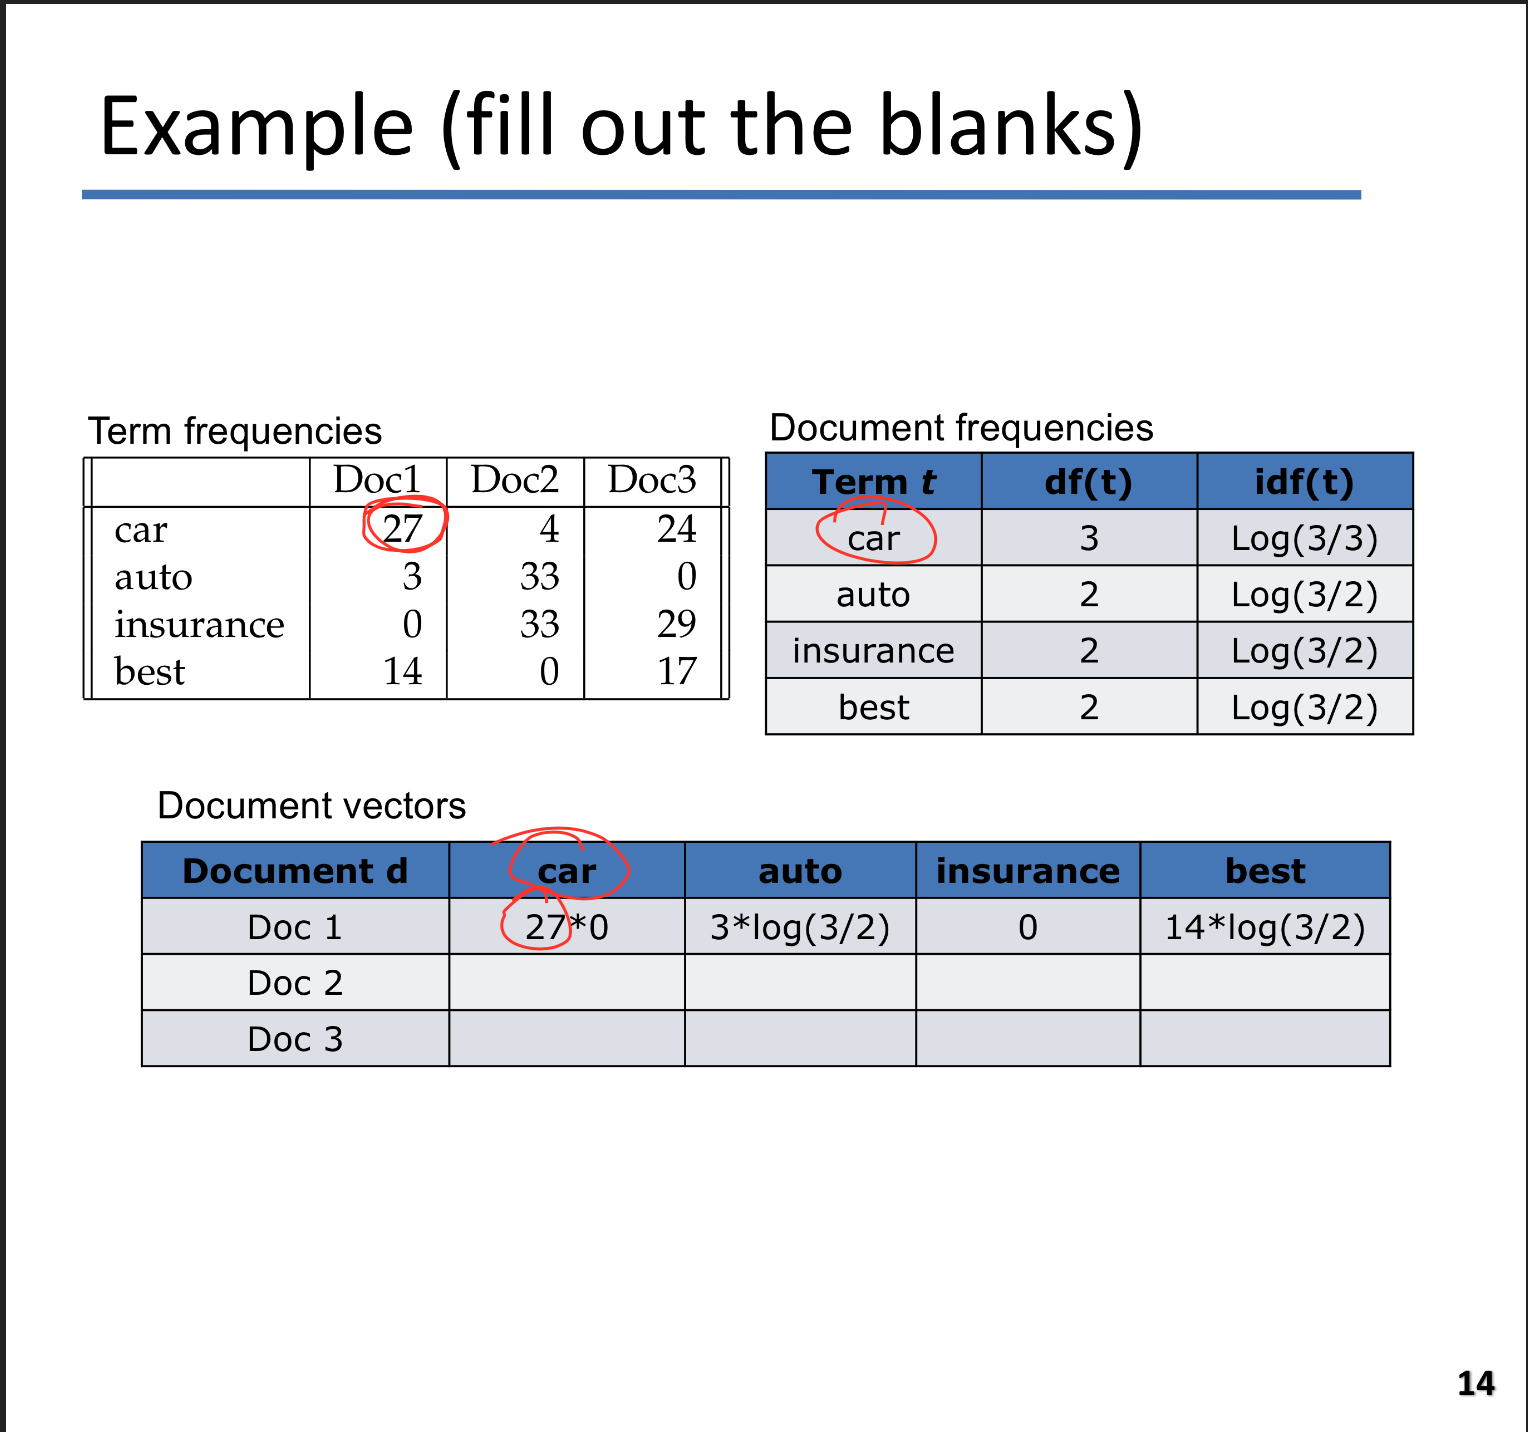 Example (fill out the blanks)
Term frequencies
Doc1 Doc2 Doc3
car 27 4 24
auto 3 33 0
insurance 0 33 29
best 14 0 17
Document frequencies
Term t df(t) idf(t)
car 3 Log(3/3)
auto 2 Log(3/2)
insurance 2 Log(3/2)
best 2 Log(3/2)
Document vectors
Document d car auto insurance best
Doc 1 27*0 3*log(3/2) 0 14*log(3/2)
Doc 2
Doc 3
14